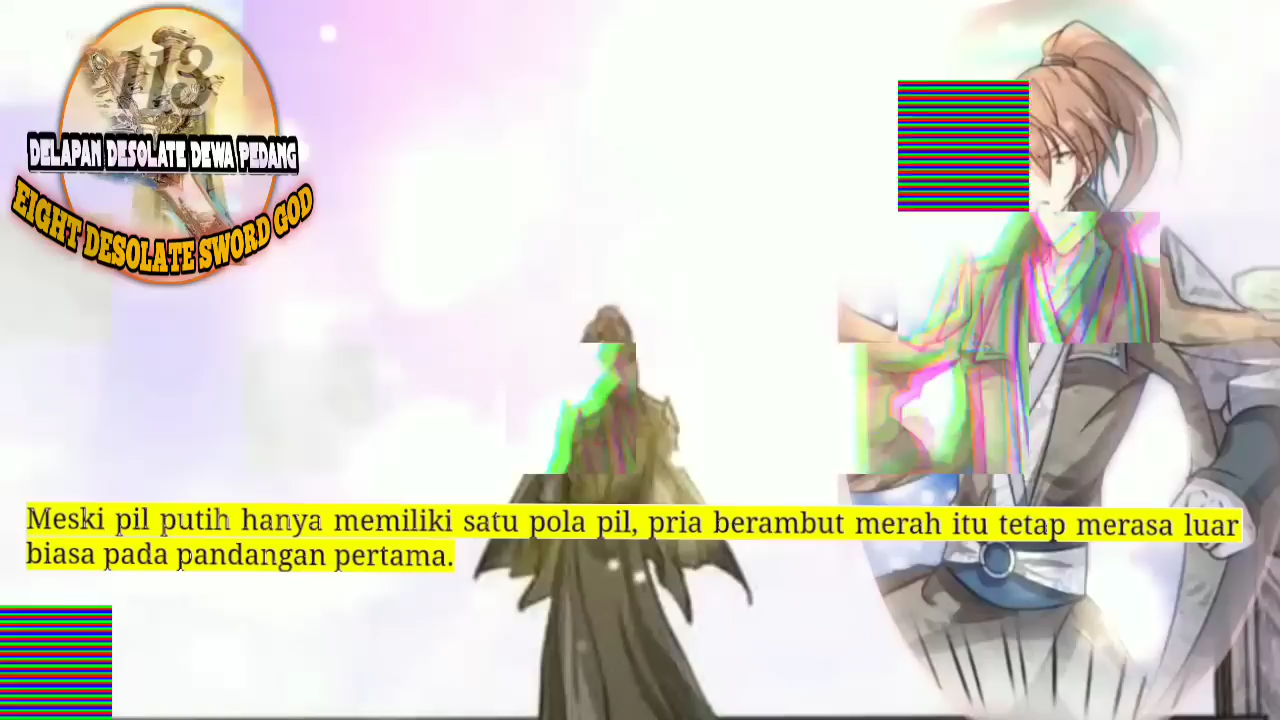 113
DELAPAN DESOLATE DEWA PEDANG
EIGHT DESOLATE SWORD GOD
Meski pil putih hanya memiliki satu pola pil, pria berambut merah itu tetap merasa luar
biasa pada pandangan pertama.